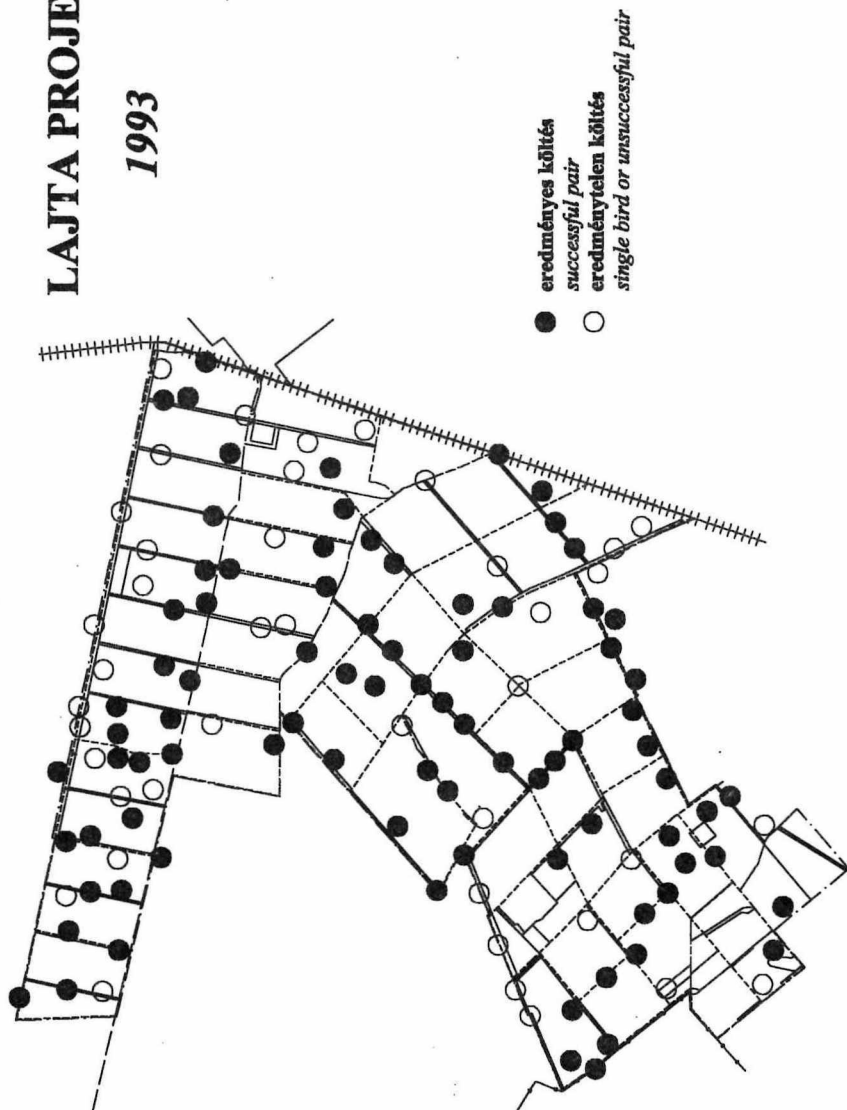 LAJTA PROJE
1993
eredményes költés
successful pair
eredménytelen költés
single bird or unsuccessful pair